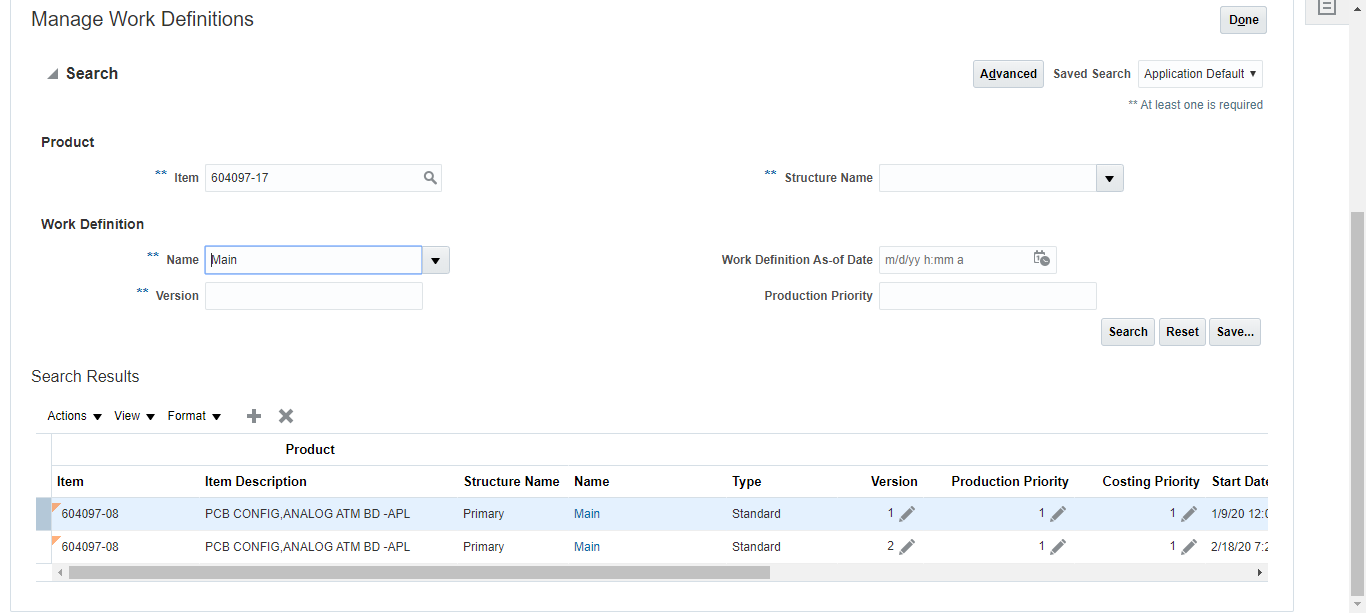 Manage Work Definitions
Done
Search
Advanced Saved Search Application Default
** At least one is required
Product
** Item 604097-17
** Structure Name
Work Definition
** Name Main
Work Definition As-of Date m/d/yy h:mm a
** Version
Production Priority
Search Reset Save...
Search Results
Actions View Format
Product
Item Item Description Structure Name Name Type Version Production Priority Costing Priority Start Date
604097-08 PCB CONFIG,ANALOG ATM BD -APL Primary Main Standard 1 1 1 1/9/20 12:0
604097-08 PCB CONFIG,ANALOG ATM BD -APL Primary Main Standard 2 1 1 2/18/20 7:2